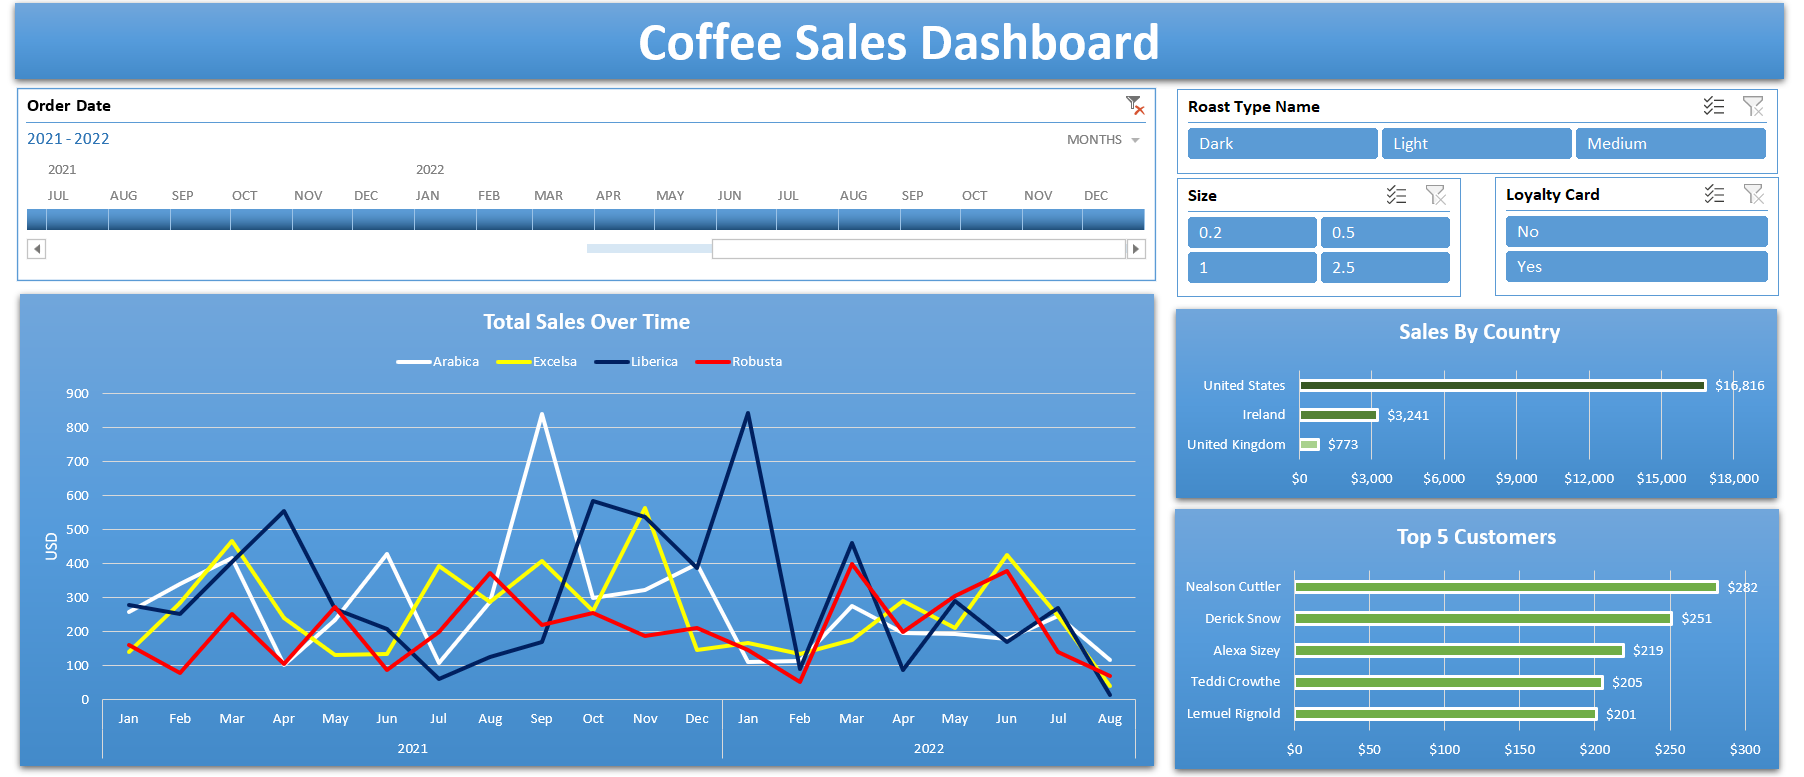 Coffee Sales Dashboard
Order Date
2021 - 2022
MONTHS
2021 2022
JUL AUG SEP OCT NOV DEC JAN FEB MAR APR MAY JUN JUL AUG SEP OCT NOV DEC
Roast Type Name
Dark Light Medium
Size
0.2 0.5
1 2.5
Loyalty Card
No
Yes
Total Sales Over Time
Arabica Excelsa Liberica Robusta
USD
900
800
700
600
500
400
300
200
100
0
Jan Feb Mar Apr May Jun Jul Aug Sep Oct Nov Dec Jan Feb Mar Apr May Jun Jul Aug
2021 2022
Sales By Country
United States $16,816
Ireland $3,241
United Kingdom $773
$0 $3,000 $6,000 $9,000 $12,000 $15,000 $18,000
Top 5 Customers
Nealson Cuttler $282
Derick Snow $251
Alexa Sizey $219
Teddi Crowthe $205
Lemuel Rignold $201
$0 $50 $100 $150 $200 $250 $300